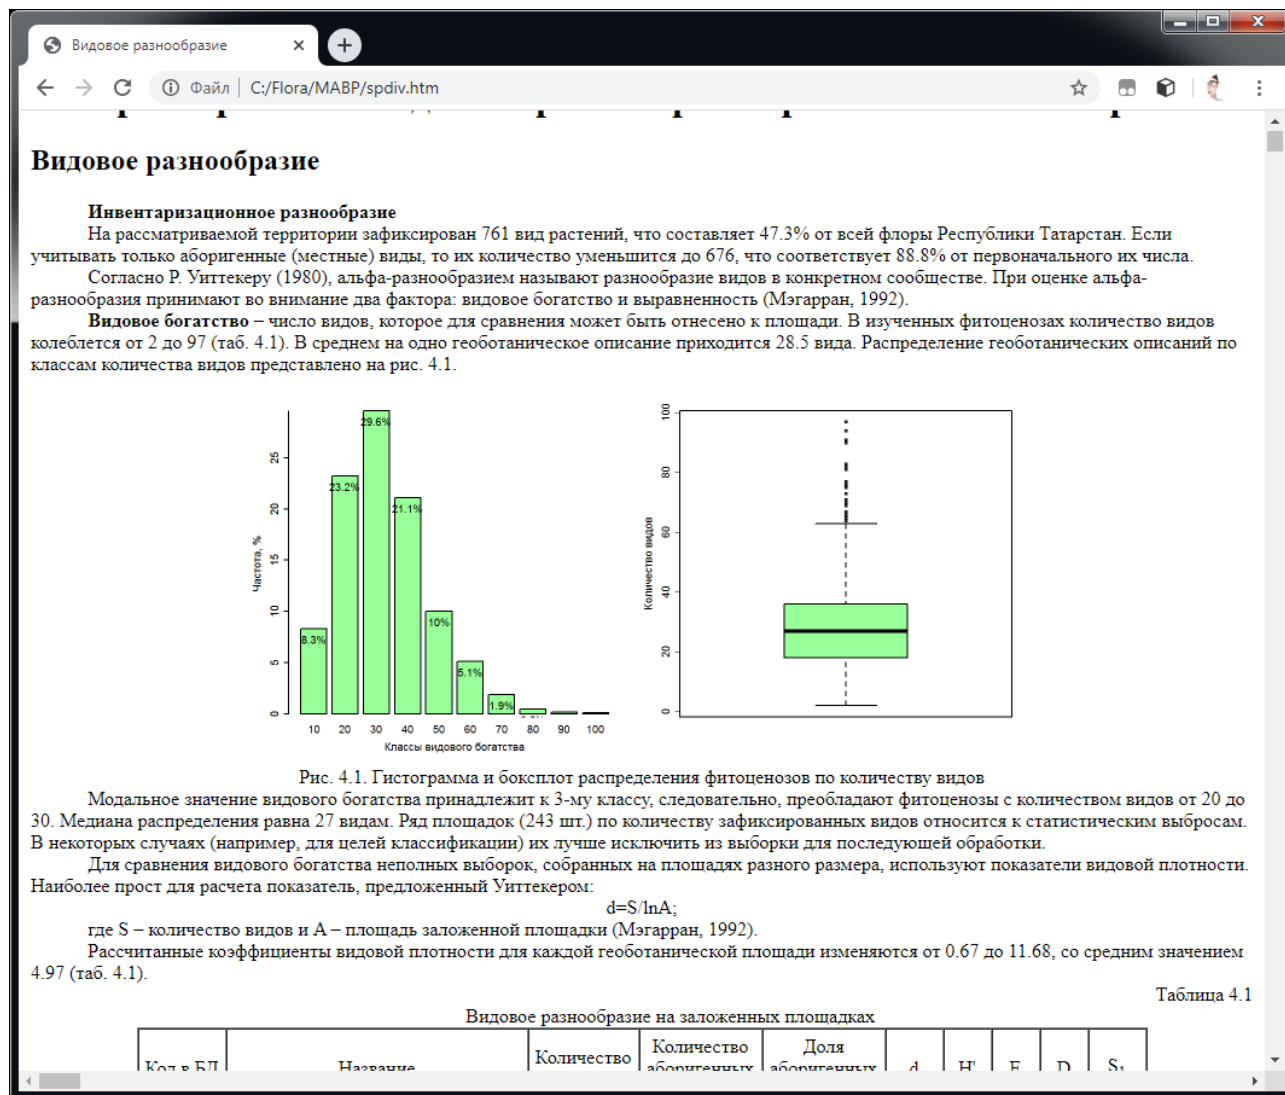 Видовое разнообразие
Файл | C:/Flora/MABP/spdiv.htm
Видовое разнообразие
Инвентаризационное разнообразие
На рассматриваемой территории зафиксирован 761 вид растений, что составляет 47.3% от всей флоры Республики Татарстан. Если
учитывать только аборигенные (местные) виды, то их количество уменьшится до 676, что соответствует 88.8% от первоначального их числа.
Согласно Р. Уиттекеру (1980), альфа-разнообразием называют разнообразие видов в конкретном сообществе. При оценке альфа-
разнообразия принимают во внимание два фактора: видовое богатство и выравненность (Мэгарран, 1992).
Видовое богатство – число видов, которое для сравнения может быть отнесено к площади. В изученных фитоценозах количество видов
колеблется от 2 до 97 (таб. 4.1). В среднем на одно геоботаническое описание приходится 28.5 вида. Распределение геоботанических описаний по
классам количества видов представлено на рис. 4.1.
Частота, %
0
5
10
15
20
25
8.3%
23.2%
29.6%
21.1%
10%
5.1%
1.9%
10 20 30 40 50 60 70 80 90 100
Классы видового богатства
Количество видов
0
20
40
60
80
100
Рис. 4.1. Гистограмма и боксплот распределения фитоценозов по количеству видов
Модальное значение видового богатства принадлежит к 3-му классу, следовательно, преобладают фитоценозы с количеством видов от 20 до
30. Медиана распределения равна 27 видам. Ряд площадок (243 шт.) по количеству зафиксированных видов относится к статистическим выбросам.
В некоторых случаях (например, для целей классификации) их лучше исключить из выборки для последующей обработки.
Для сравнения видового богатства неполных выборок, собранных на площадях разного размера, используют показатели видовой плотности.
Наиболее прост для расчета показатель, предложенный Уиттекером:
d=S/lnA;
где S – количество видов и A – площадь заложенной площадки (Мэгарран, 1992).
Рассчитанные коэффициенты видовой плотности для каждой геоботанической площади изменяются от 0.67 до 11.68, со средним значением
4.97 (таб. 4.1).
Таблица 4.1
Видовое разнообразие на заложенных площадках
Количество Количество Доля
Код в БД Название аборигенных аборигенных d H' E D S₁